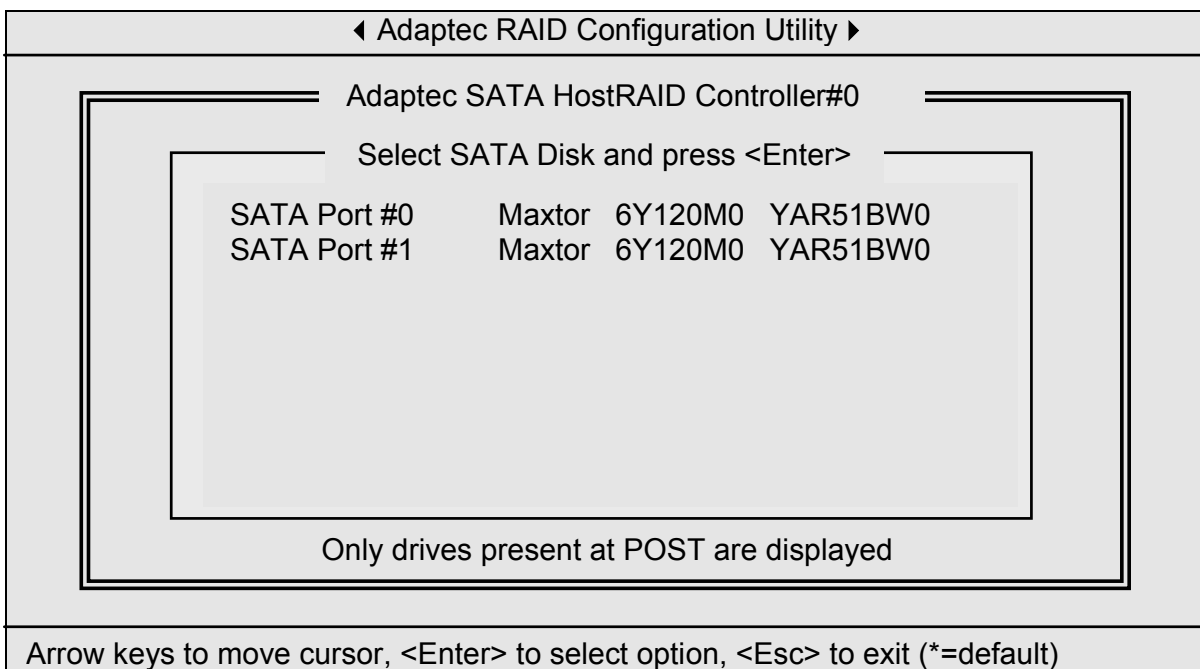 Adaptec RAID Configuration Utility
Adaptec SATA HostRAID Controller#0
Select SATA Disk and press <Enter>
SATA Port #0 Maxtor 6Y120M0 YAR51BW0
SATA Port #1 Maxtor 6Y120M0 YAR51BW0
Only drives present at POST are displayed
Arrow keys to move cursor, <Enter> to select option, <Esc> to exit (*=default)